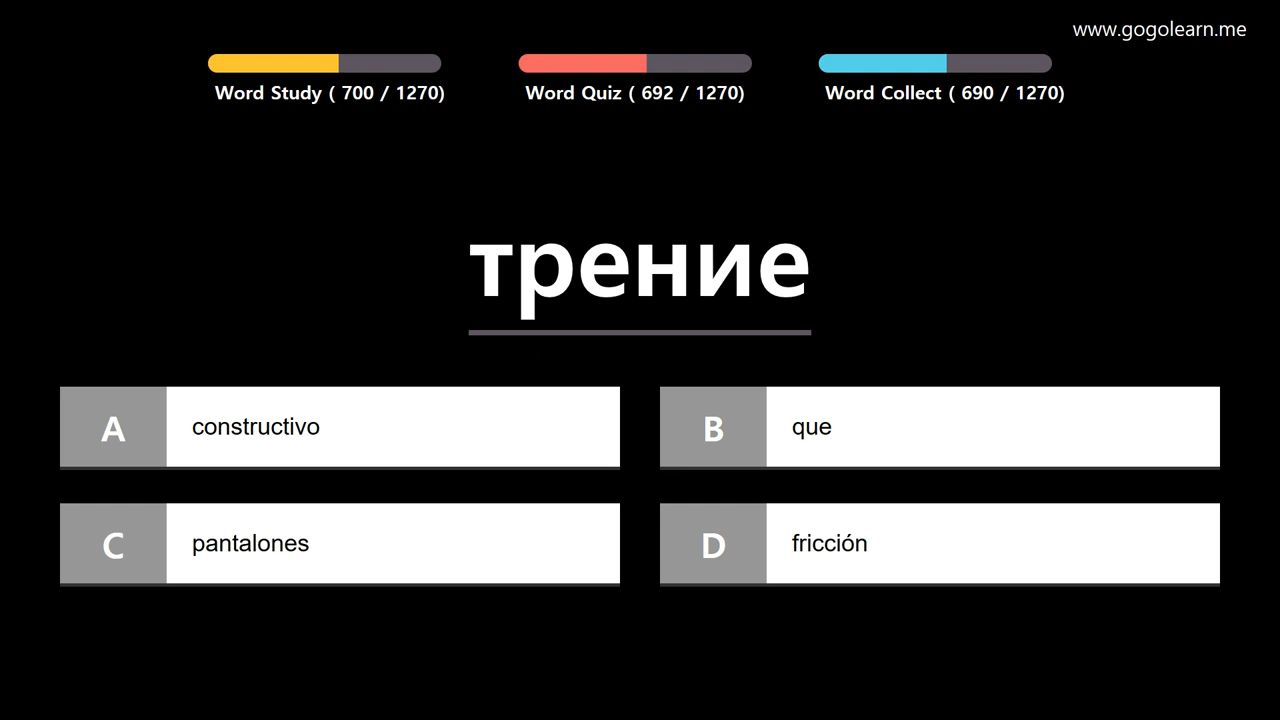 www.gogolearn.me
Word Study ( 700 / 1270)
Word Quiz ( 692 / 1270)
Word Collect ( 690 / 1270)
трение
A constructivo
B que
C pantalones
D fricción